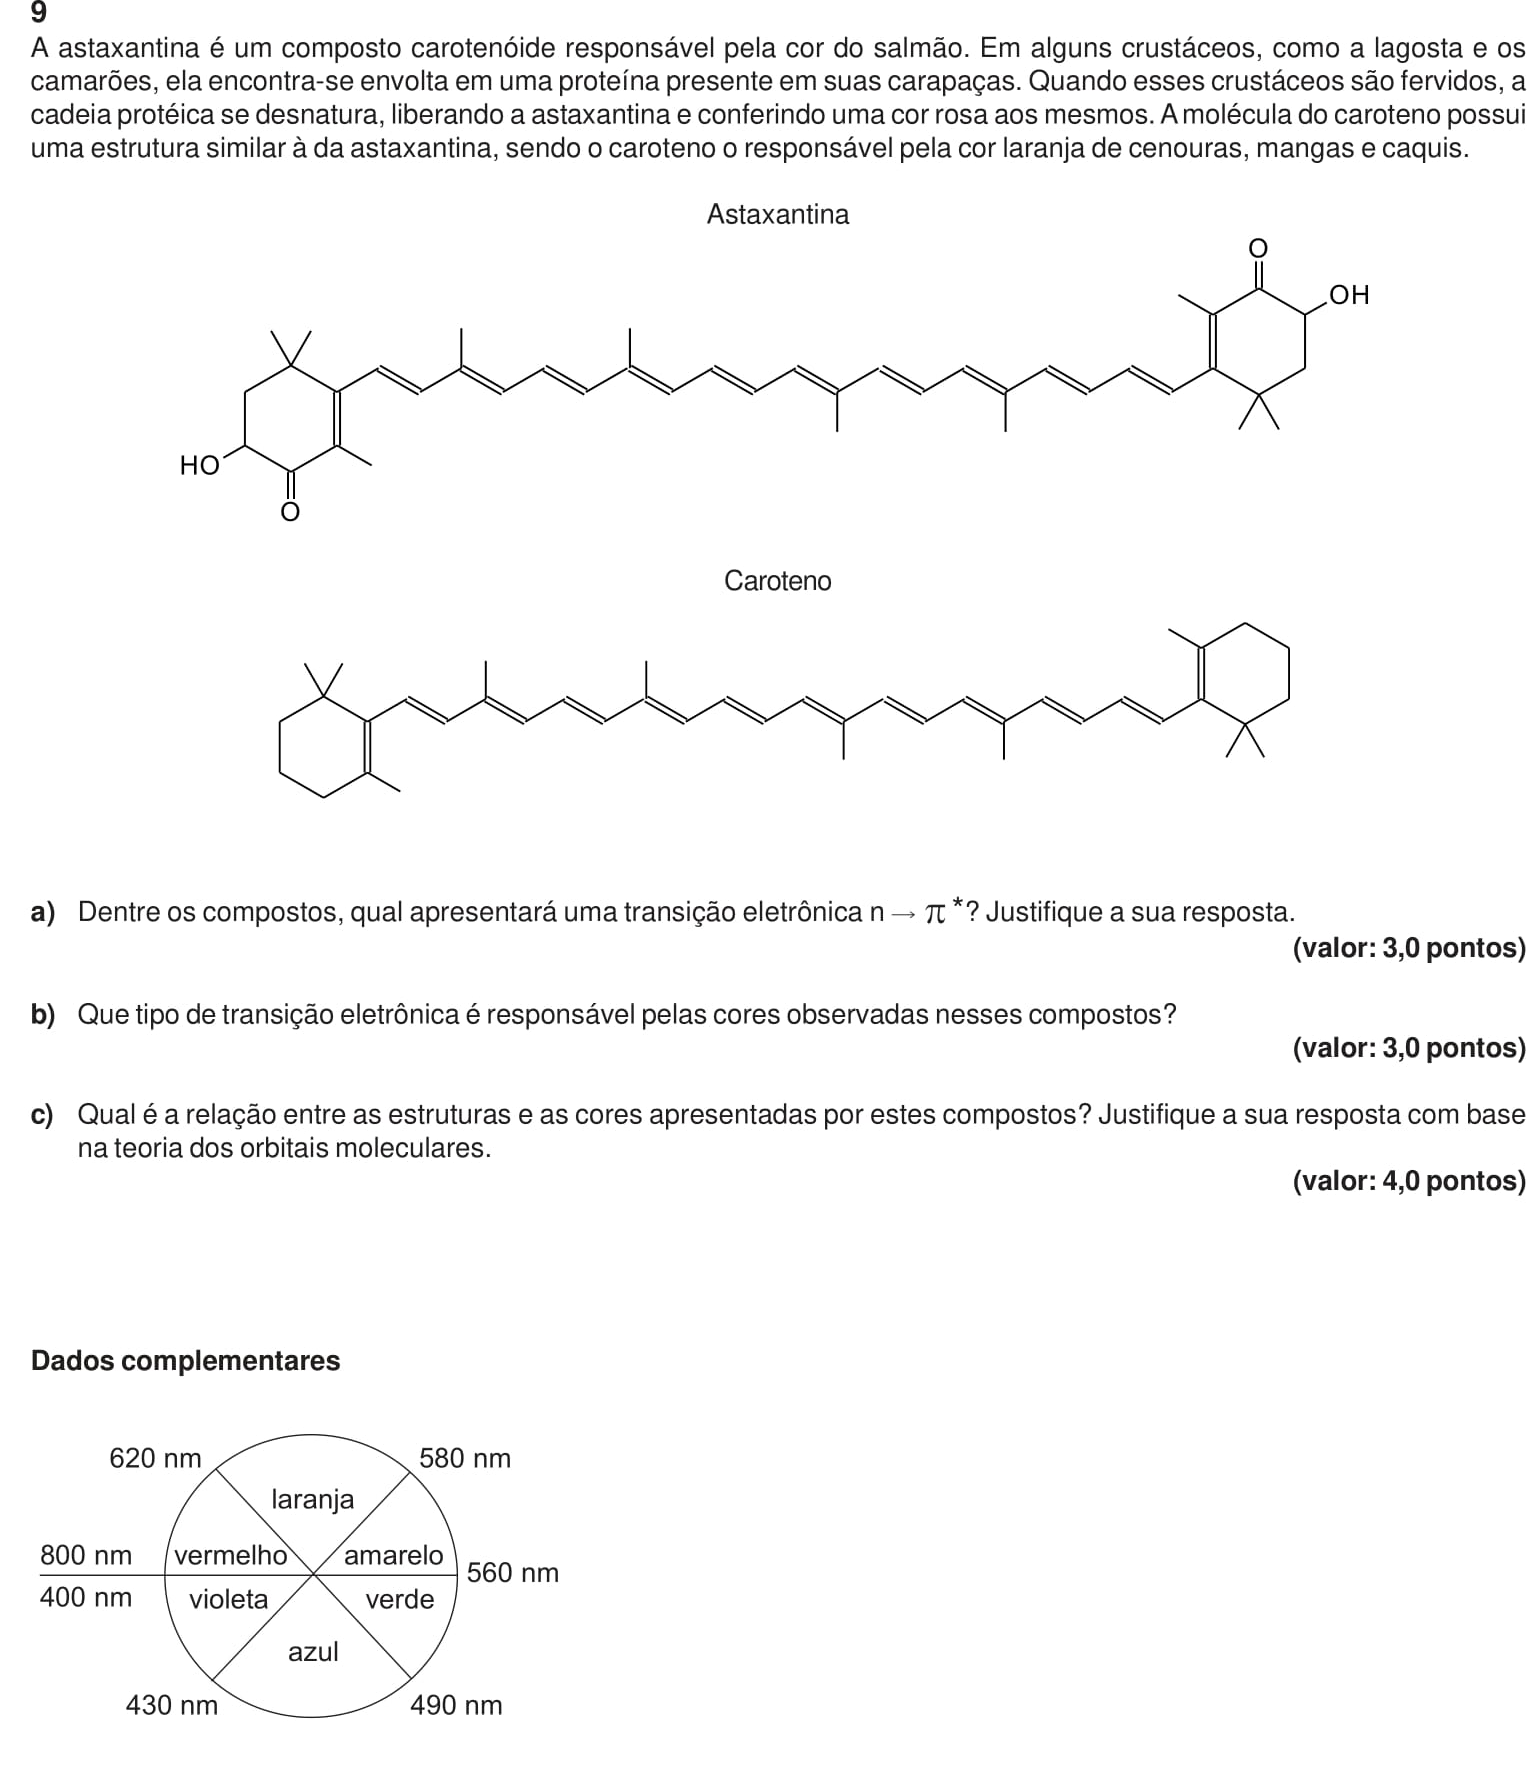 9
A astaxantina é um composto carotenóide responsável pela cor do salmão. Em alguns crustáceos, como a lagosta e os
camarões, ela encontra-se envolta em uma proteína presente em suas carapaças. Quando esses crustáceos são fervidos, a
cadeia protéica se desnatura, liberando a astaxantina e conferindo uma cor rosa aos mesmos. A molécula do caroteno possui
uma estrutura similar à da astaxantina, sendo o caroteno o responsável pela cor laranja de cenouras, mangas e caquis.
Astaxantina
O
OH
HO
O
Caroteno
a) Dentre os compostos, qual apresentará uma transição eletrônica n → π*? Justifique a sua resposta.
(valor: 3,0 pontos)
b) Que tipo de transição eletrônica é responsável pelas cores observadas nesses compostos?
(valor: 3,0 pontos)
c) Qual é a relação entre as estruturas e as cores apresentadas por estes compostos? Justifique a sua resposta com base
na teoria dos orbitais moleculares.
(valor: 4,0 pontos)
Dados complementares
620 nm 580 nm
laranja
800 nm vermelho amarelo
560 nm
400 nm violeta verde
azul
430 nm 490 nm